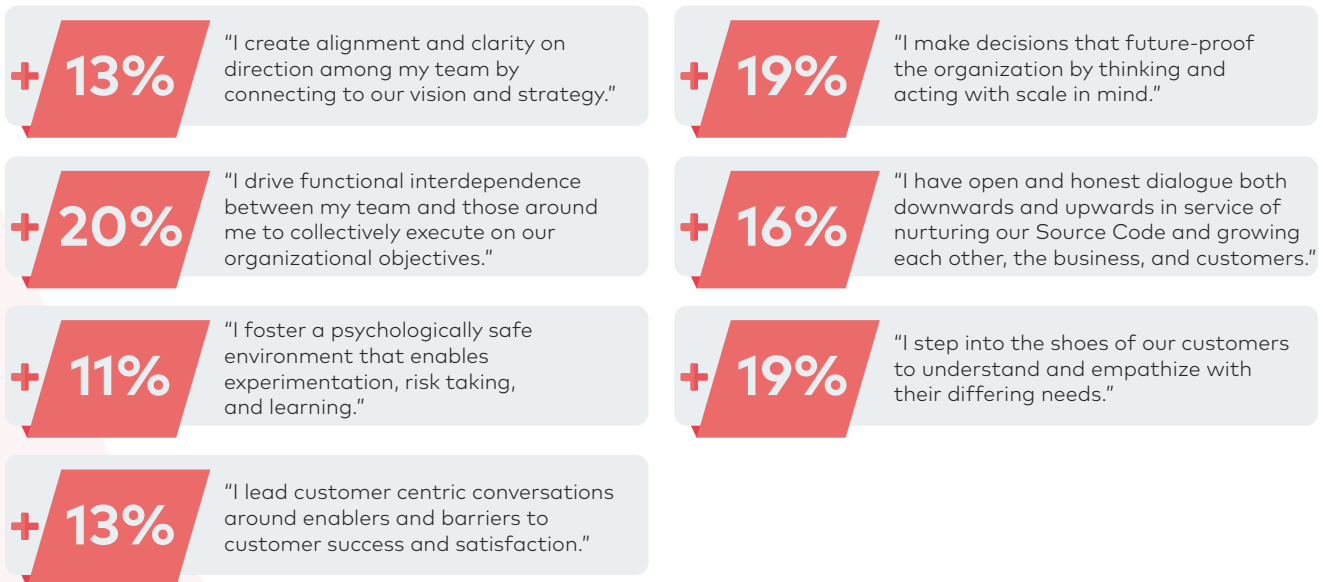 + 13%
“I create alignment and clarity on
direction among my team by
connecting to our vision and strategy.”
+ 20%
“I drive functional interdependence
between my team and those around
me to collectively execute on our
organizational objectives.”
+ 11%
“I foster a psychologically safe
environment that enables
experimentation, risk taking,
and learning.”
+ 13%
“I lead customer centric conversations
around enablers and barriers to
customer success and satisfaction.”
+ 19%
“I make decisions that future-proof
the organization by thinking and
acting with scale in mind.”
+ 16%
“I have open and honest dialogue both
downwards and upwards in service of
nurturing our Source Code and growing
each other, the business, and customers.”
+ 19%
“I step into the shoes of our customers
to understand and empathize with
their differing needs.”